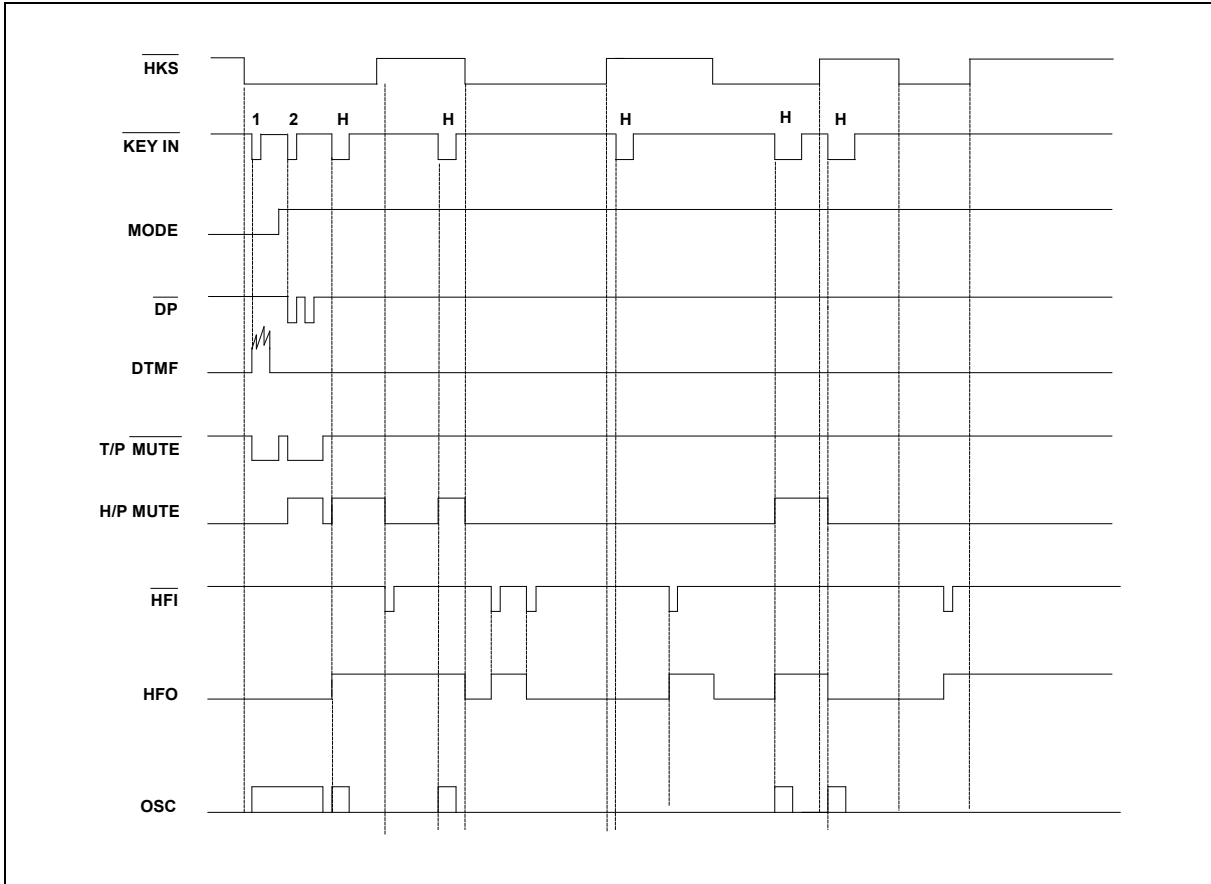 HKS
1 2 H H H H H
KEY IN
MODE
DP
DTMF
T/P MUTE
H/P MUTE
HFI
HFO
OSC